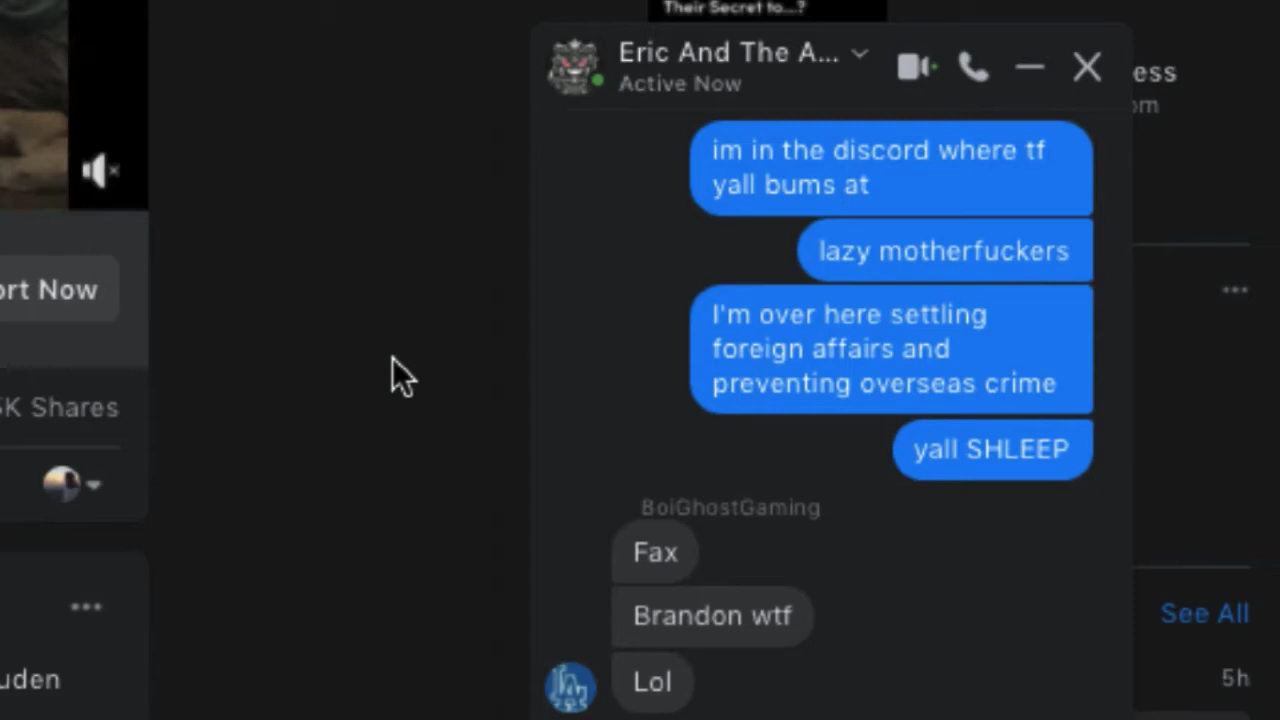 Their Secret to...?
Eric And The A...
Active Now
im in the discord where tf
yall bums at
lazy motherfuckers
I'm over here settling
foreign affairs and
preventing overseas crime
yall SHLEEP
BoiGhostGaming
Fax
Brandon wtf
Lol
ort Now
5K Shares
uden
ess
om
See All
5h